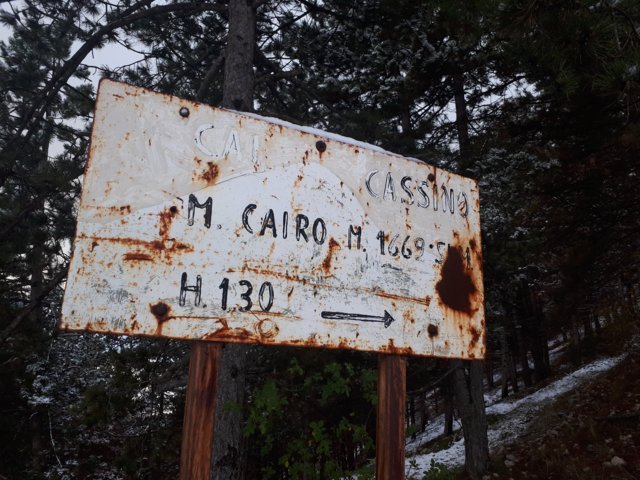 CAI CASSINO
M. CAIRO M. 1669 S.M
H 1.30